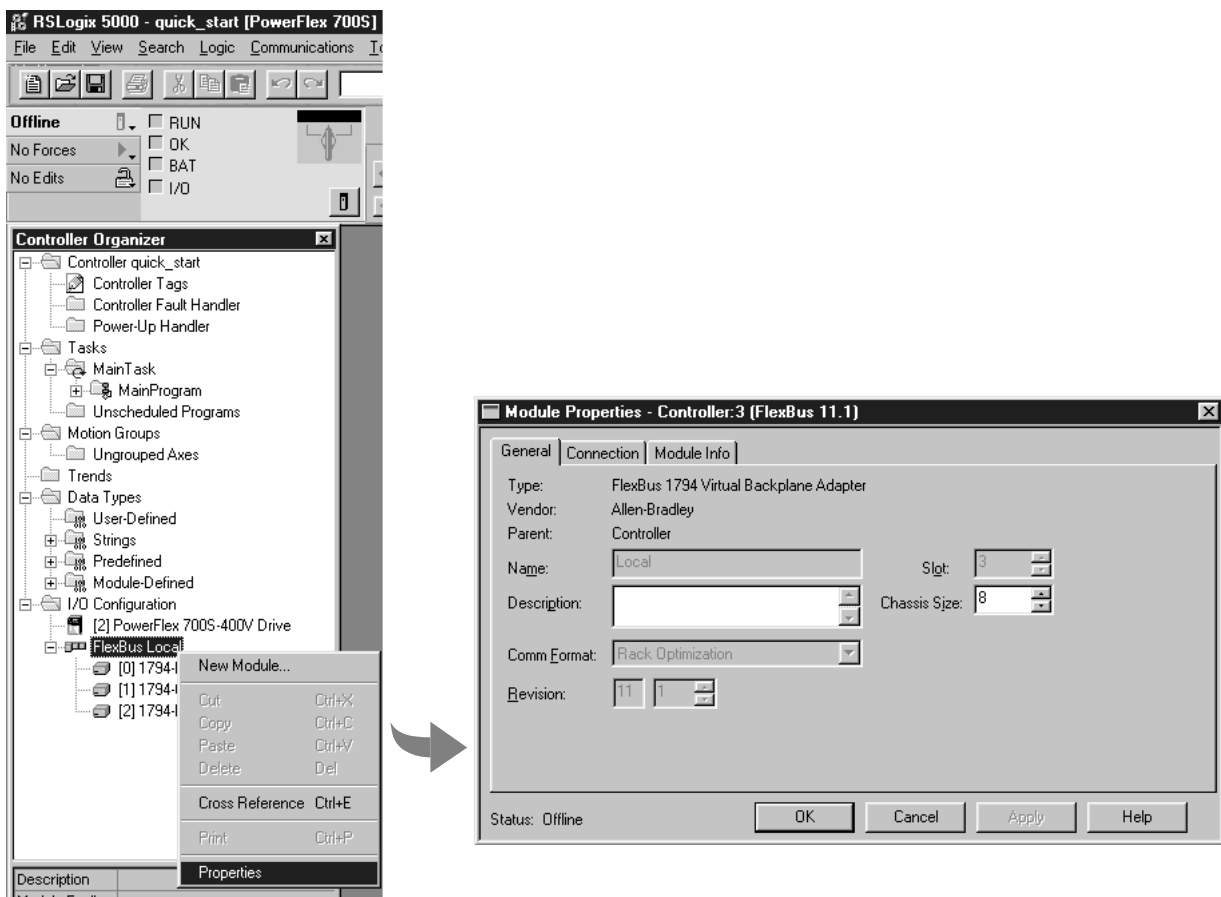 RSLogix 5000 - quick_start [PowerFlex 700S]
File Edit View Search Logic Communications
Offline
RUN
No Forces
OK
BAT
No Edits
I/O
Controller Organizer
Controller quick_start
Controller Tags
Controller Fault Handler
Power-Up Handler
Tasks
MainTask
MainProgram
Unscheduled Programs
Motion Groups
Ungrouped Axes
Trends
Data Types
User-Defined
Strings
Predefined
Module-Defined
I/O Configuration
[2] PowerFlex 700S-400V Drive
FlexBus Local
[0] 1794-I
[1] 1794-
[2] 1794-I
New Module...
Cut Ctrl+X
Copy Ctrl+C
Paste Ctrl+V
Delete Del
Cross Reference Ctrl+E
Print Ctrl+P
Properties
Description
Module Properties - Controller:3 (FlexBus 11.1)
General Connection Module Info
Type: FlexBus 1794 Virtual Backplane Adapter
Vendor: Allen-Bradley
Parent: Controller
Name: Local Slot: 3
Description: Chassis Size: 8
Comm Format: Rack Optimization
Revision: 11 1
Status: Offline OK Cancel Apply Help